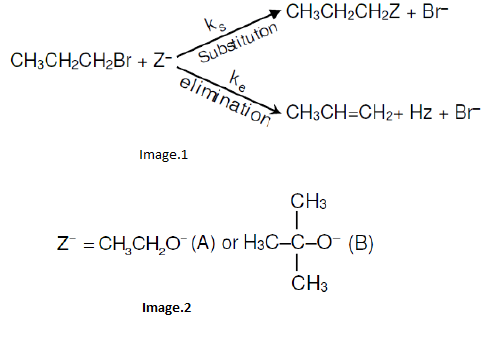 CH3CH2CH2Z + Br–
ks
Substitution
CH3CH2CH2Br + Z–
ke
elimination
CH3CH=CH2+ Hz + Br–
Image.1
CH3
Z– = CH3CH2O– (A) or H3C–C–O– (B)
CH3
Image.2